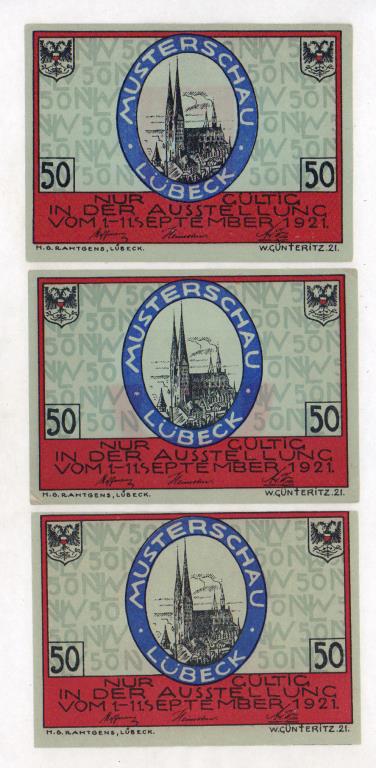 MUSTERSCHAU
LÜBECK
50 50
NUR GÜLTIG
IN DER AUSSTELLUNG
VOM 1-11.SEPTEMBER 1921.
H.G.RAHTGENS, LÜBECK. W.GÜNTERITZ.21.
MUSTERSCHAU
LÜBECK
50 50
NUR GÜLTIG
IN DER AUSSTELLUNG
VOM 1-11.SEPTEMBER 1921.
H.G.RAHTGENS, LÜBECK. W.GÜNTERITZ.21.
MUSTERSCHAU
LÜBECK
50 50
NUR GÜLTIG
IN DER AUSSTELLUNG
VOM 1-11.SEPTEMBER 1921.
H.G.RAHTGENS, LÜBECK. W.GÜNTERITZ.21.